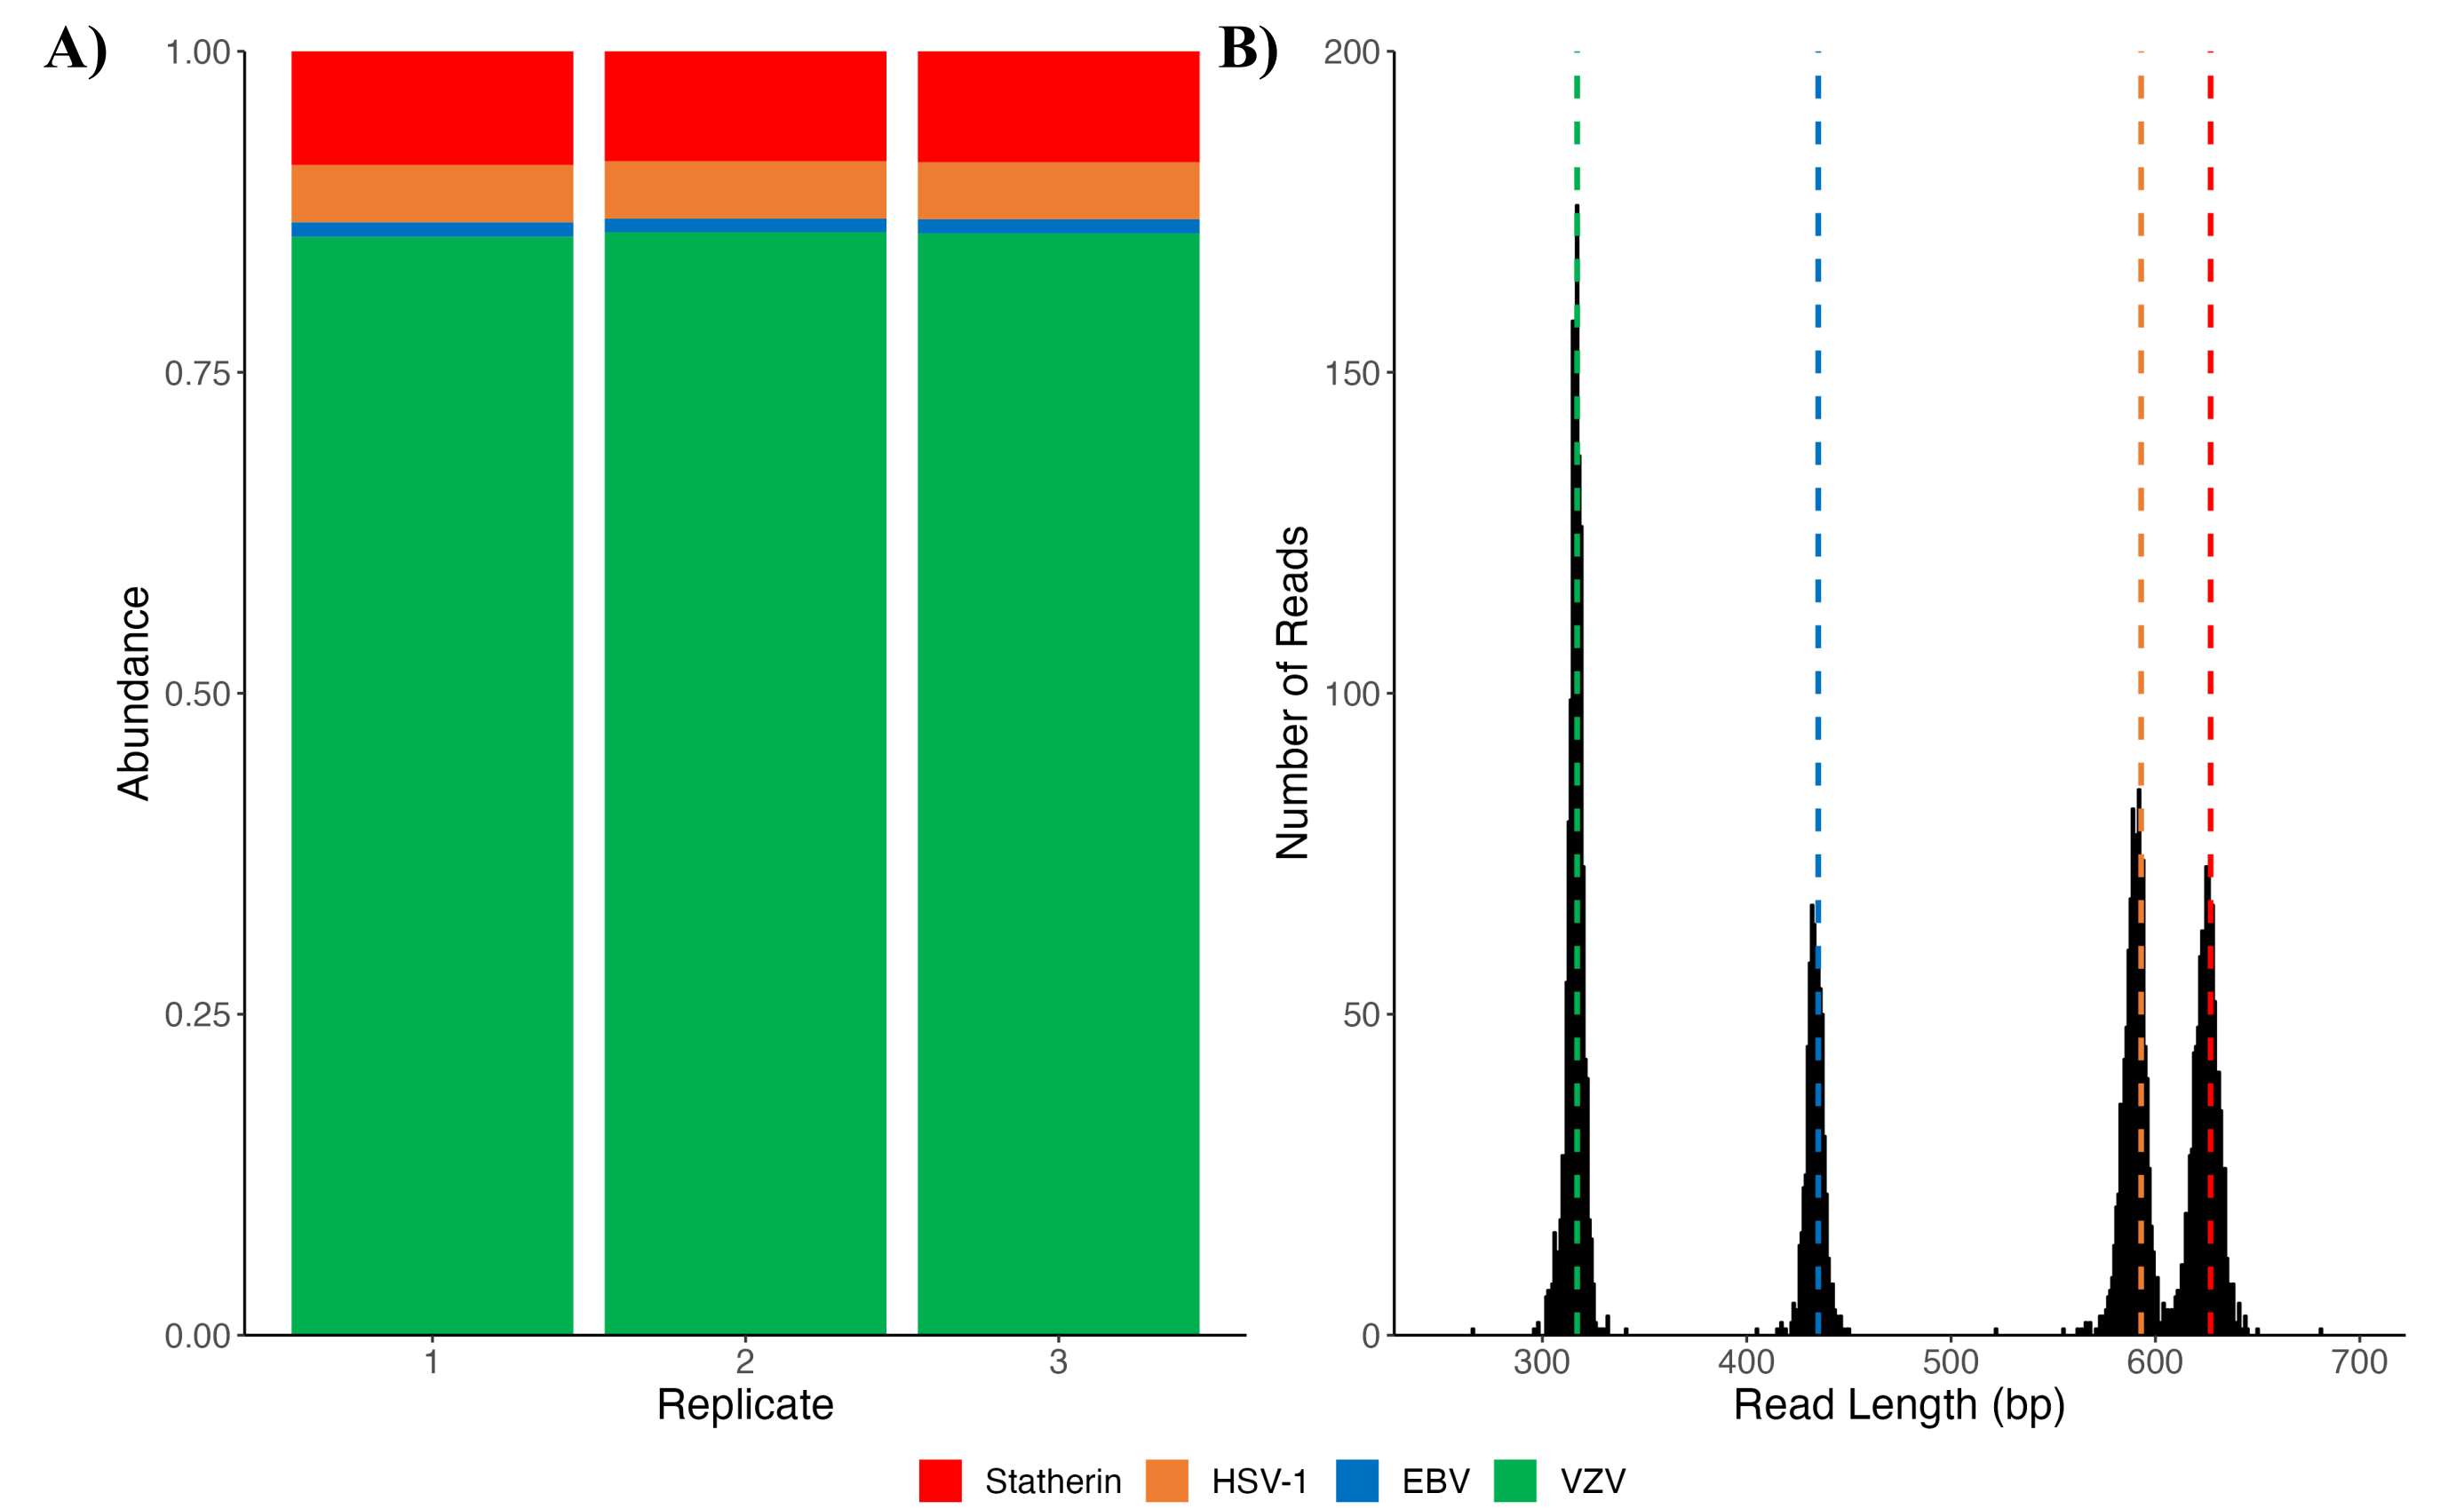 A)
1.00
0.75
0.50
0.25
0.00
Abundance
1 2 3
Replicate
B)
200
150
100
50
0
Number of Reads
300 400 500 600 700
Read Length (bp)
Statherin HSV-1 EBV VZV